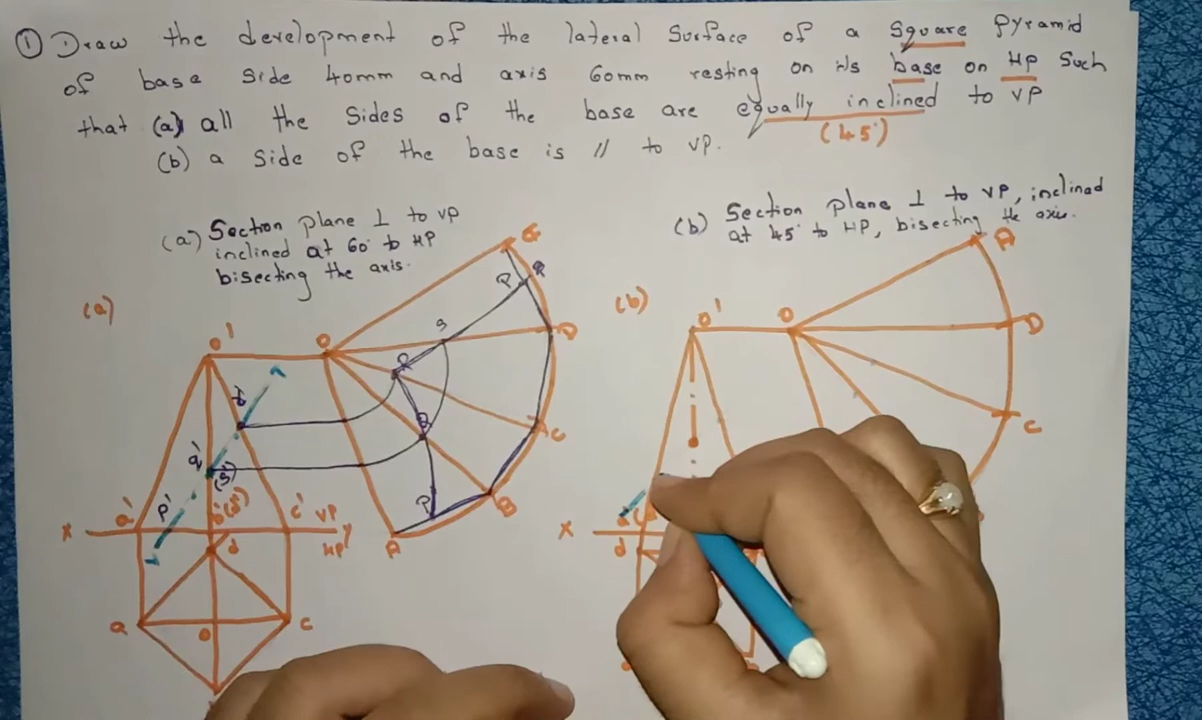 ① Draw the development of the lateral Surface of a Square Pyramid
of base Side 40mm and axis 60mm resting on its base on HP Such
that (a) all the Sides of the base are equally inclined to VP
(45°)
(b) a side of the base is // to VP.
(a) Section plane ⊥ to VP
inclined at 60° to HP
bisecting the axis.
(b) Section plane ⊥ to VP, inclined
at 45° to HP, bisecting the axis.
(a)
O'
O
A
P
R
S
D
Q
C
B
P
A
q'
(s')
p'
a'
c'
VP
X
Y
HP
d
a
O
c
(b)
O'
O
A
D
C
X
d